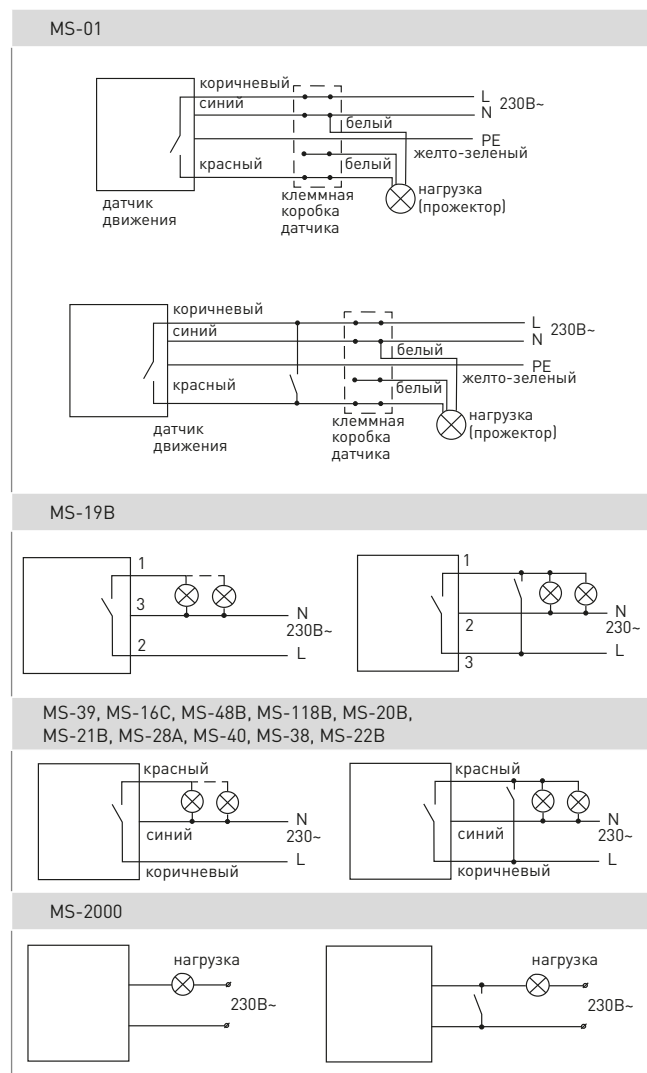 MS-01
коричневый
синий
L
N
230В~
белый
PE
желто-зеленый
красный
белый
датчик
движения
клеммная
коробка
датчика
нагрузка
(прожектор)
коричневый
синий
L
N
230В~
белый
PE
желто-зеленый
красный
белый
датчик
движения
клеммная
коробка
датчика
нагрузка
(прожектор)
MS-19B
1
3
N
230В~
2
L
1
N
2
230~
L
3
MS-39, MS-16C, MS-48B, MS-118B, MS-20B,
MS-21B, MS-28A, MS-40, MS-38, MS-22B
красный
N
синий
230~
L
коричневый
красный
N
синий
230~
L
коричневый
MS-2000
нагрузка
230В~
нагрузка
230В~